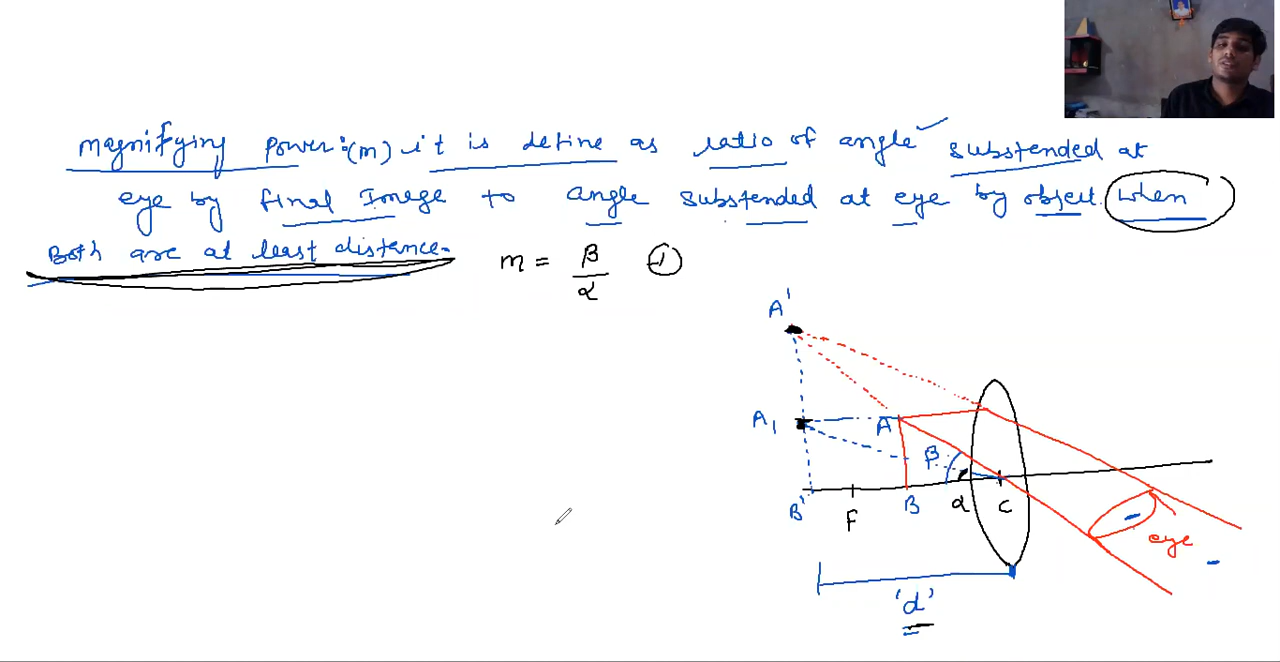 magnifying power:(m): it is define as ratio of angle substended at
eye by final Image to angle substended at eye by object. When
Both are at least distance.
m = β/α ①
A'
A₁
A
β
B'
F
B
α
C
eye
'd'